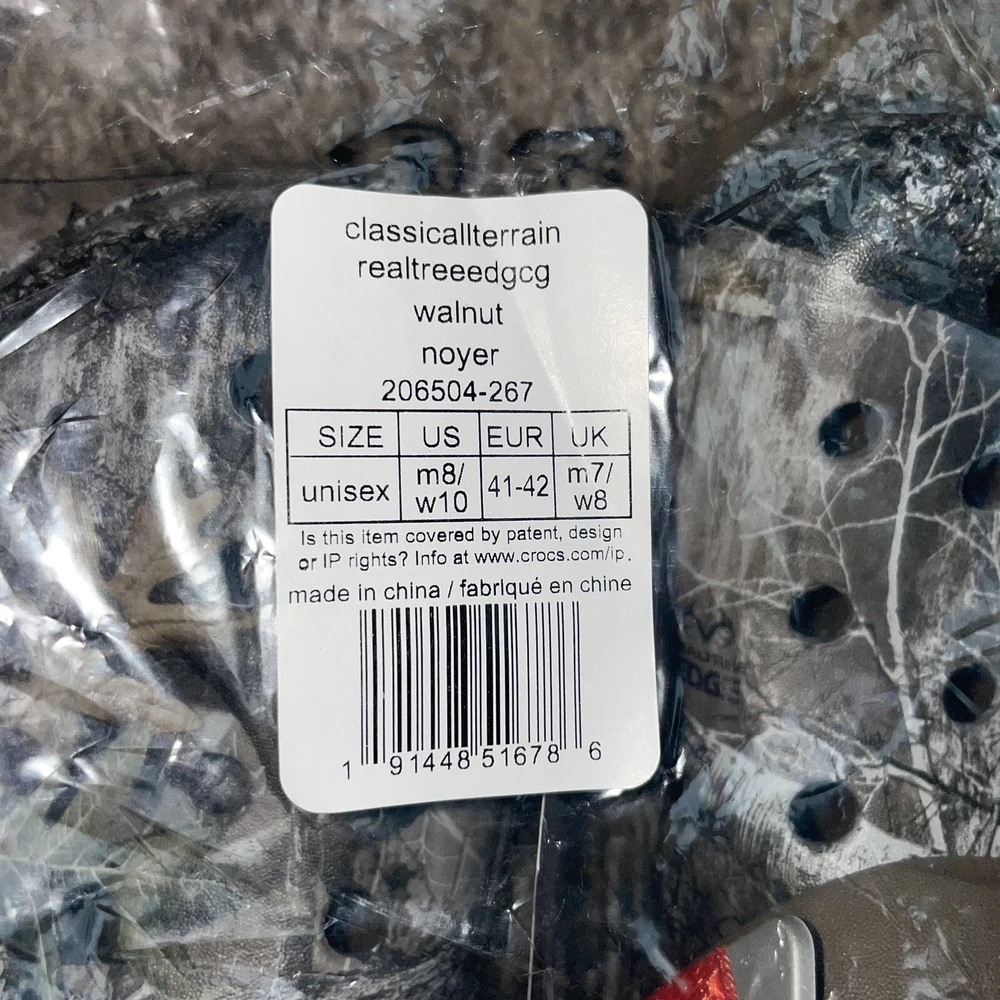 classicallterrain
realtreeedgcg
walnut
noyer
206504-267
SIZE US EUR UK
unisex m8/ w10 41-42 m7/ w8
Is this item covered by patent, design
or IP rights? Info at www.crocs.com/ip.
made in china / fabriqué en chine
1 91448 51678 6